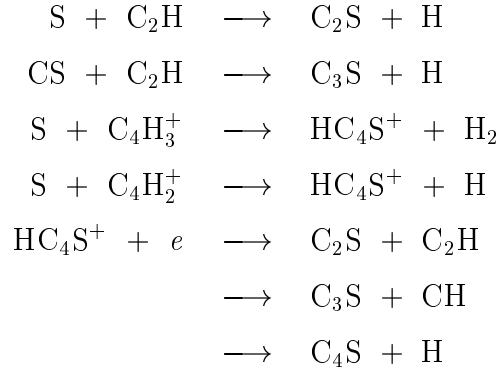 S + C₂H ⟶ C₂S + H
CS + C₂H ⟶ C₃S + H
S + C₄H₃⁺ ⟶ HC₄S⁺ + H₂
S + C₄H₂⁺ ⟶ HC₄S⁺ + H
HC₄S⁺ + e ⟶ C₂S + C₂H
⟶ C₃S + CH
⟶ C₄S + H